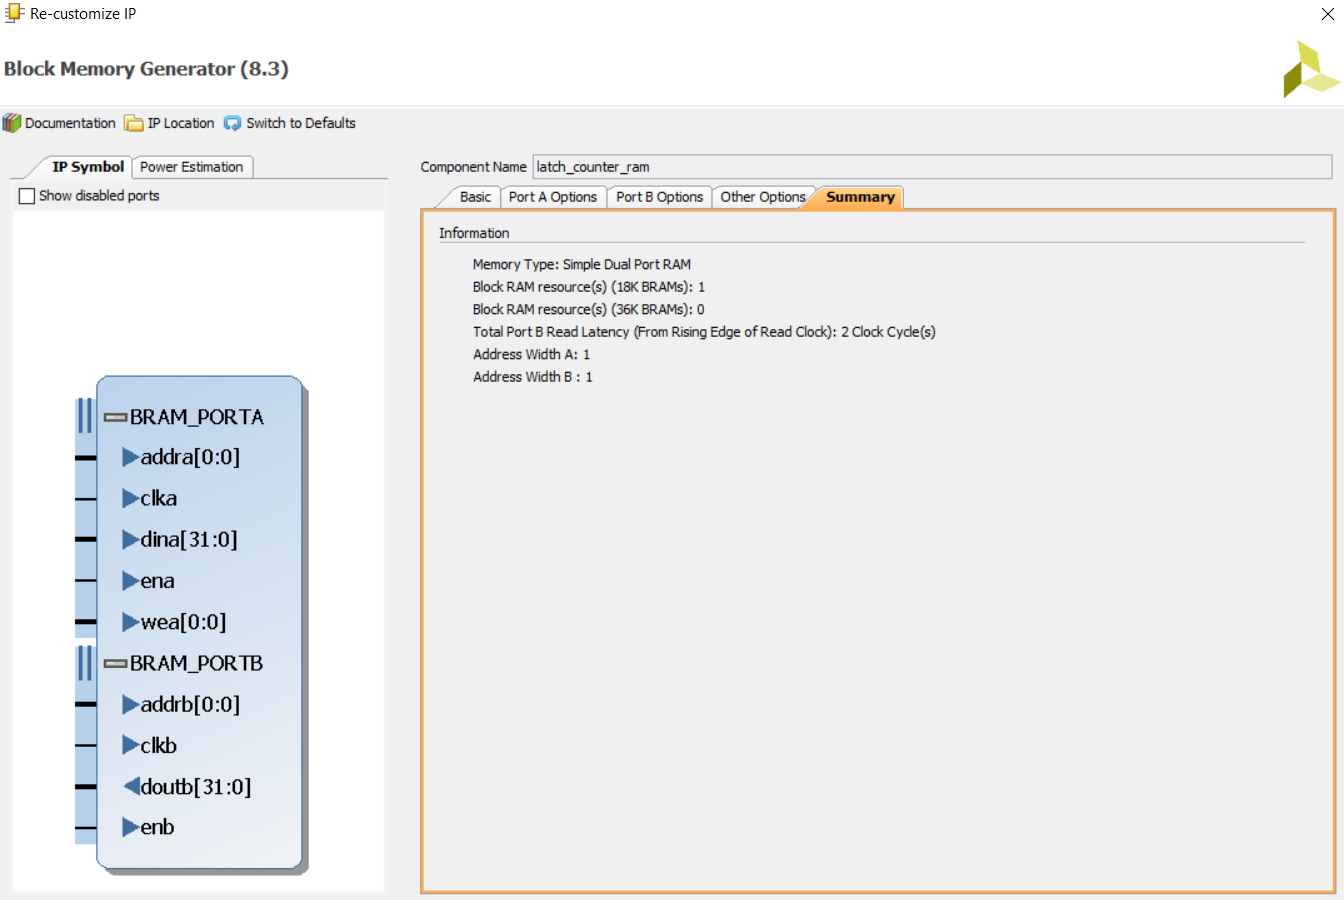 Re-customize IP
Block Memory Generator (8.3)
Documentation IP Location Switch to Defaults
IP Symbol Power Estimation
Show disabled ports
BRAM_PORTA
addra[0:0]
clka
dina[31:0]
ena
wea[0:0]
BRAM_PORTB
addrb[0:0]
clkb
doutb[31:0]
enb
Component Name latch_counter_ram
Basic Port A Options Port B Options Other Options Summary
Information
Memory Type: Simple Dual Port RAM
Block RAM resource(s) (18K BRAMs): 1
Block RAM resource(s) (36K BRAMs): 0
Total Port B Read Latency (From Rising Edge of Read Clock): 2 Clock Cycle(s)
Address Width A: 1
Address Width B : 1